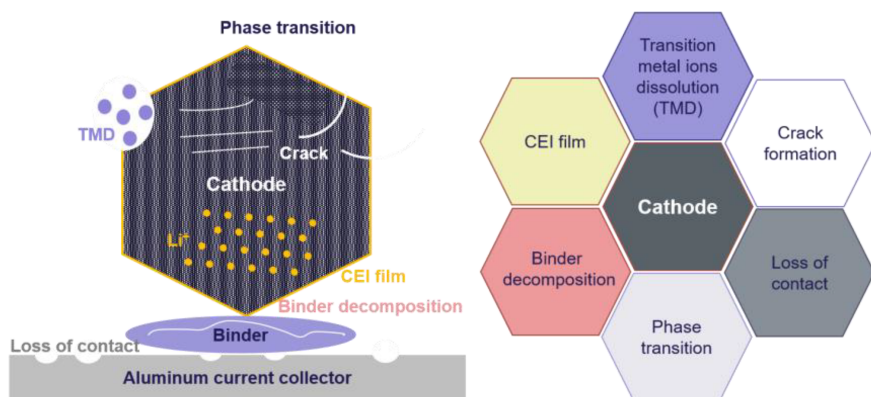 Phase transition
TMD
Crack
Cathode
Li⁺
CEI film
Binder decomposition
Binder
Loss of contact
Aluminum current collector
Transition
metal ions
dissolution
(TMD)
CEI film
Crack
formation
Cathode
Binder
decomposition
Loss of
contact
Phase
transition